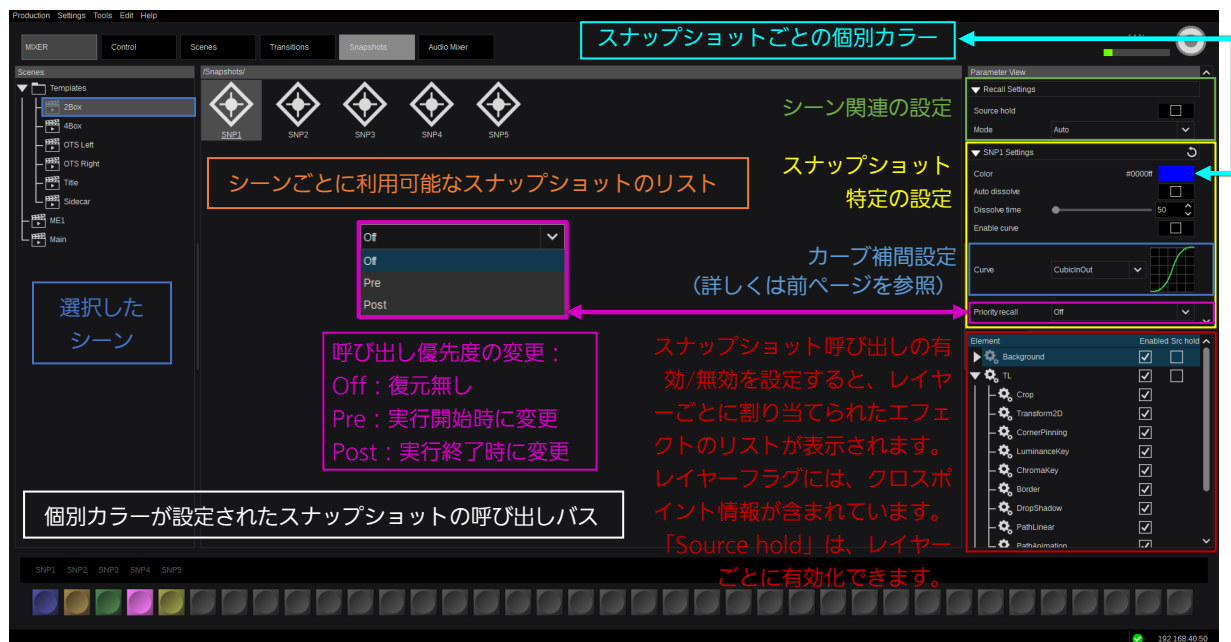 Production Settings Tools Edit Help
MIXER Control Scenes Transitions Snapshots Audio Mixer
スナップショットごとの個別カラー
Scenes
/Snapshots/
Parameter View
Templates
2Box
4Box
OTS Left
OTS Right
Title
Sidecar
ME1
Main
SNP1 SNP2 SNP3 SNP4 SNP5
シーンごとに利用可能なスナップショットのリスト
シーン関連の設定
スナップショット
特定の設定
カーブ補間設定
(詳しくは前ページを参照)
Recall Settings
Source hold
Mode Auto
SNP1 Settings
Color #0000ff
Auto dissolve
Dissolve time 50
Enable curve
Curve CubicInOut
Priority recall Off
Off
Off
Pre
Post
選択した
シーン
呼び出し優先度の変更：
Off：復元無し
Pre：実行開始時に変更
Post：実行終了時に変更
スナップショット呼び出しの有
効/無効を設定すると、レイヤ
ーごとに割り当てられたエフェ
クトのリストが表示されます。
レイヤーフラグには、クロスポ
イント情報が含まれています。
「Source hold」は、レイヤー
ごとに有効化できます。
Element Enabled Src hold
Background
TL
Crop
Transform2D
CornerPinning
LuminanceKey
ChromaKey
Border
DropShadow
PathLinear
PathAnimation
個別カラーが設定されたスナップショットの呼び出しバス
SNP1 SNP2 SNP3 SNP4 SNP5
192.168.40.50